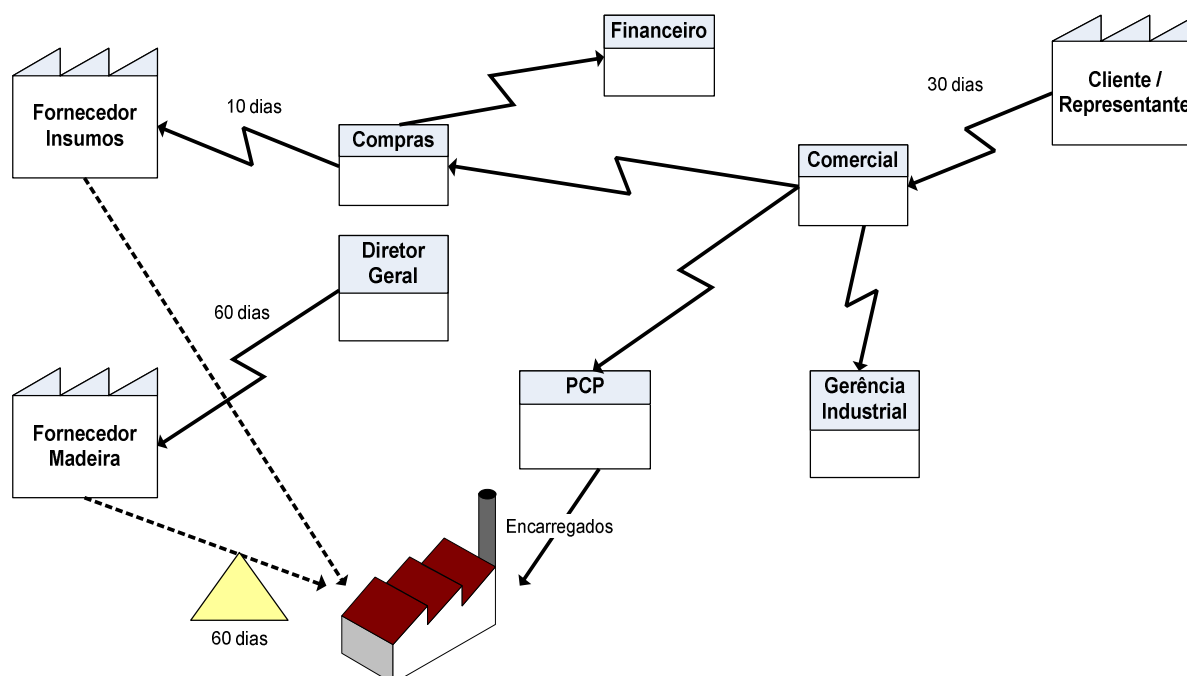 Financeiro
Cliente /
Representante
30 dias
Fornecedor
Insumos
10 dias
Compras
Comercial
Diretor
Geral
60 dias
PCP
Gerência
Industrial
Fornecedor
Madeira
Encarregados
60 dias